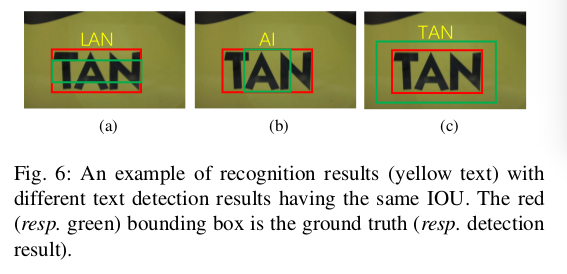 LAN AI TAN
TAN TAN TAN
(a) (b) (c)
Fig. 6: An example of recognition results (yellow text) with
different text detection results having the same IOU. The red
(resp. green) bounding box is the ground truth (resp. detection
result).